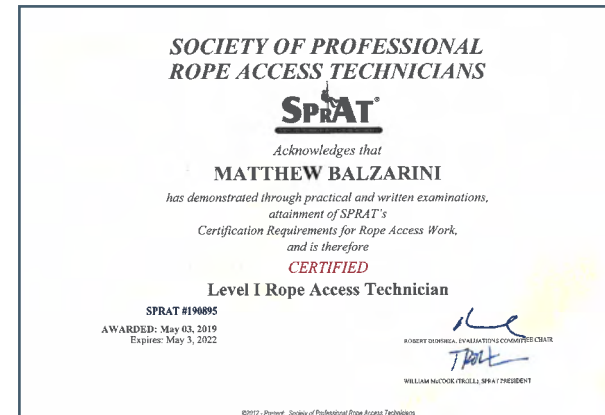 SOCIETY OF PROFESSIONAL
ROPE ACCESS TECHNICIANS
SPRAT®
Acknowledges that
MATTHEW BALZARINI
has demonstrated through practical and written examinations,
attainment of SPRAT's
Certification Requirements for Rope Access Work,
and is therefore
CERTIFIED
Level I Rope Access Technician
SPRAT #190895
AWARDED: May 03, 2019
Expires: May 3, 2022
ROBERT EVALUATIONS COMMITTEE CHAIR
WILLIAM McCOOK (TROLL), SPRAT PRESIDENT
©2012 - Present: Society of Professional Rope Access Technicians